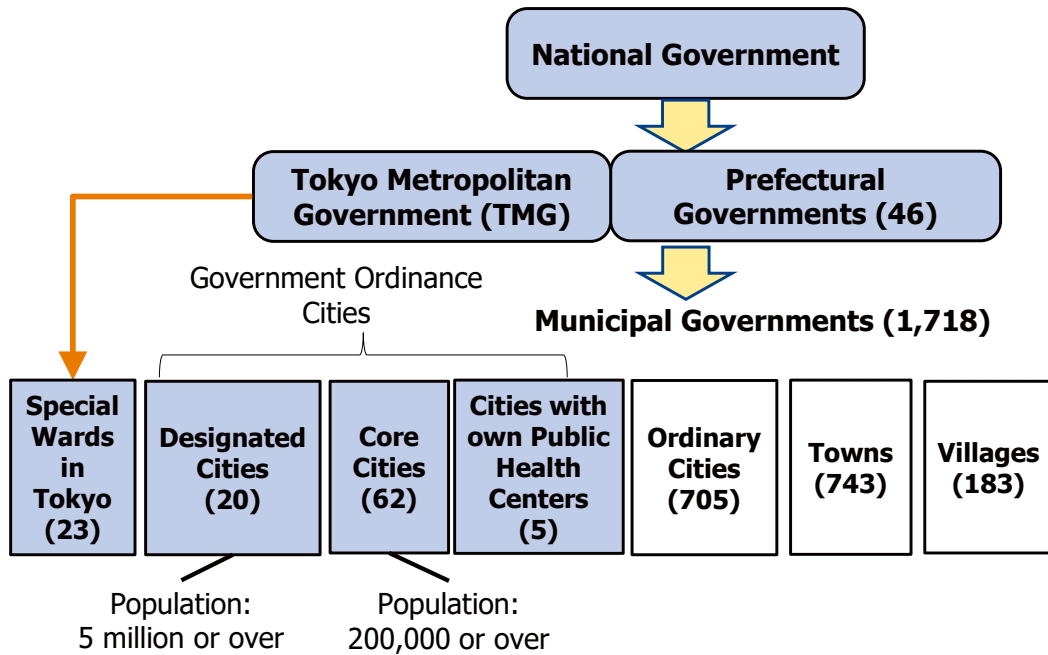 National Government
Tokyo Metropolitan
Government (TMG)
Prefectural
Governments (46)
Government Ordinance
Cities
Municipal Governments (1,718)
Special
Wards
in
Tokyo
(23)
Designated
Cities
(20)
Core
Cities
(62)
Cities with
own Public
Health
Centers
(5)
Ordinary
Cities
(705)
Towns
(743)
Villages
(183)
Population:
5 million or over
Population:
200,000 or over